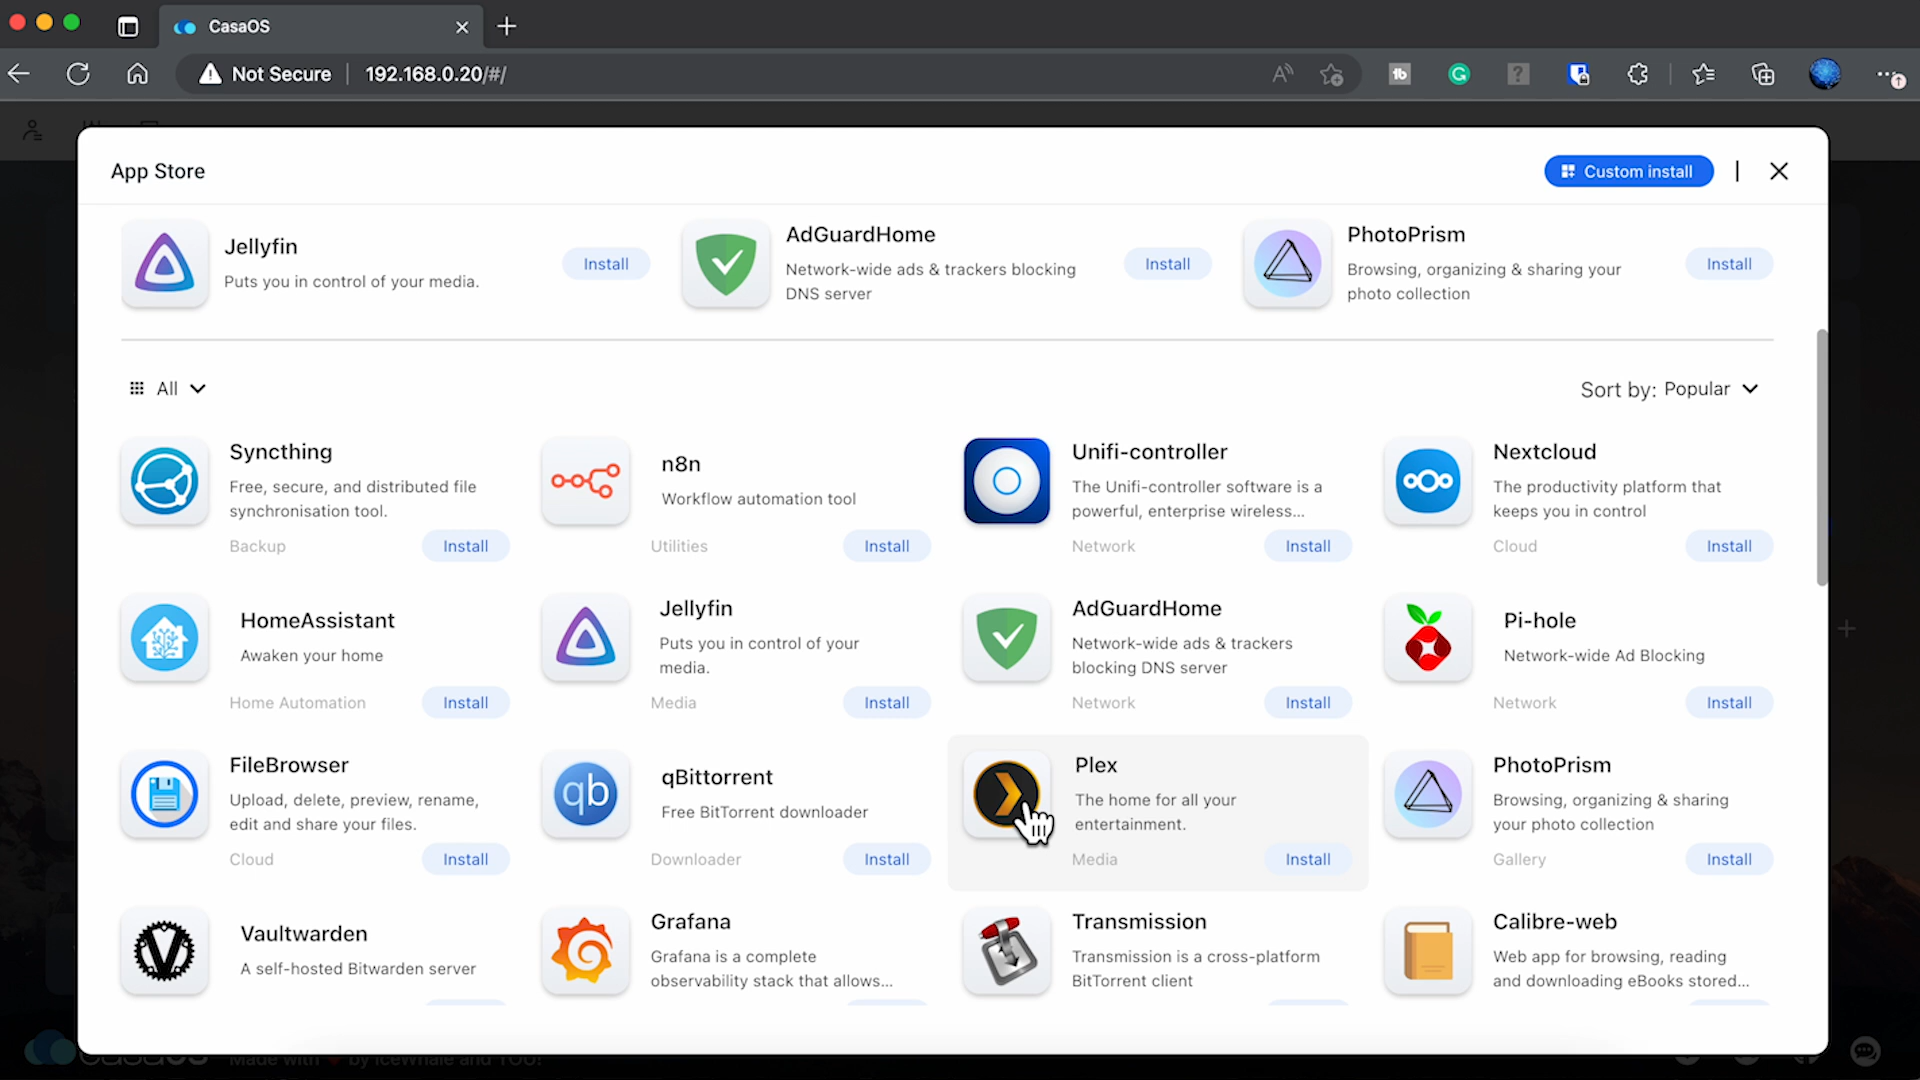 CasaOS
Not Secure
192.168.0.20/#/
App Store
Custom install
Jellyfin
Puts you in control of your media.
Install
AdGuardHome
Network-wide ads & trackers blocking
DNS server
Install
PhotoPrism
Browsing, organizing & sharing your
photo collection
Install
All
Sort by: Popular
Syncthing
Free, secure, and distributed file
synchronisation tool.
Backup
Install
n8n
Workflow automation tool
Utilities
Install
Unifi-controller
The Unifi-controller software is a
powerful, enterprise wireless...
Network
Install
Nextcloud
The productivity platform that
keeps you in control
Cloud
Install
HomeAssistant
Awaken your home
Home Automation
Install
Jellyfin
Puts you in control of your
media.
Media
Install
AdGuardHome
Network-wide ads & trackers
blocking DNS server
Network
Install
Pi-hole
Network-wide Ad Blocking
Network
Install
FileBrowser
Upload, delete, preview, rename,
edit and share your files.
Cloud
Install
qb
qBittorrent
Free BitTorrent downloader
Downloader
Install
Plex
The home for all your
entertainment.
Media
Install
PhotoPrism
Browsing, organizing & sharing
your photo collection
Gallery
Install
Vaultwarden
A self-hosted Bitwarden server
Grafana
Grafana is a complete
observability stack that allows...
Transmission
Transmission is a cross-platform
BitTorrent client
Calibre-web
Web app for browsing, reading
and downloading eBooks stored...
CasaOS
Made with by IceWhale and YOU!